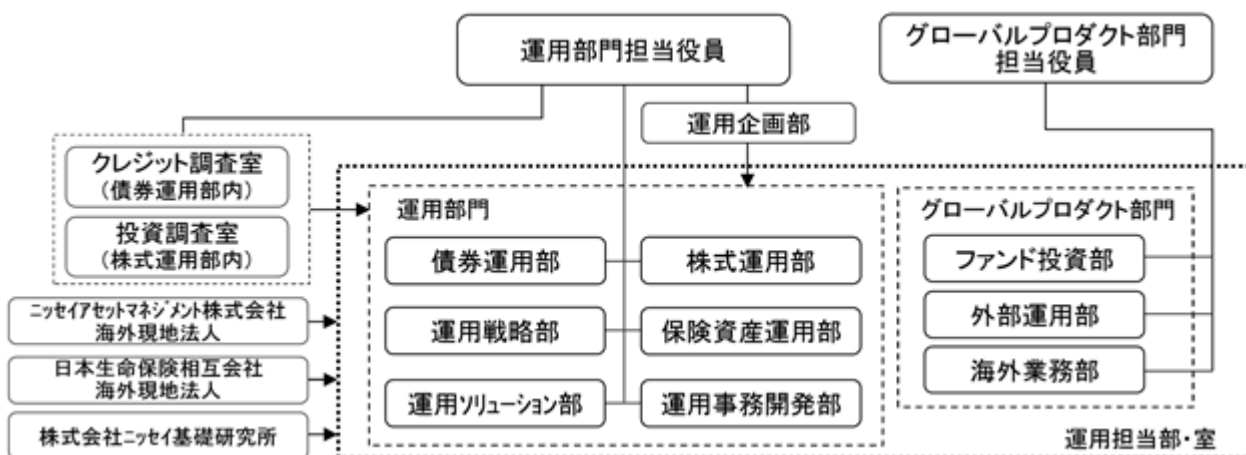 運用部門担当役員
グローバルプロダクト部門
担当役員
運用企画部
クレジット調査室
(債券運用部内)
投資調査室
(株式運用部内)
ニッセイアセットマネジメント株式会社
海外現地法人
日本生命保険相互会社
海外現地法人
株式会社ニッセイ基礎研究所
運用部門
債券運用部
株式運用部
運用戦略部
保険資産運用部
運用ソリューション部
運用事務開発部
グローバルプロダクト部門
ファンド投資部
外部運用部
海外業務部
運用担当部・室